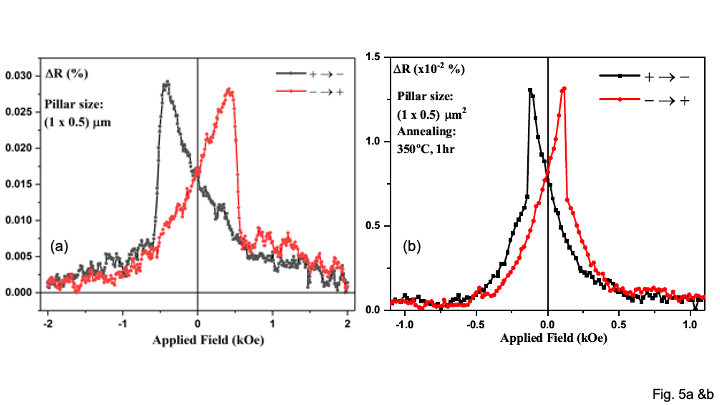 ΔR (%)
+→−
−→+
Pillar size:
(1 x 0.5) μm
(a)
0.030
0.025
0.020
0.015
0.010
0.005
0.000
-2
-1
0
1
2
Applied Field (kOe)
ΔR (x10⁻² %)
+→−
−→+
Pillar size:
(1 x 0.5) μm²
Annealing:
350°C, 1hr
(b)
1.5
1.0
0.5
0.0
-1.0
-0.5
0.0
0.5
1.0
Applied Field (kOe)
Fig. 5a &b